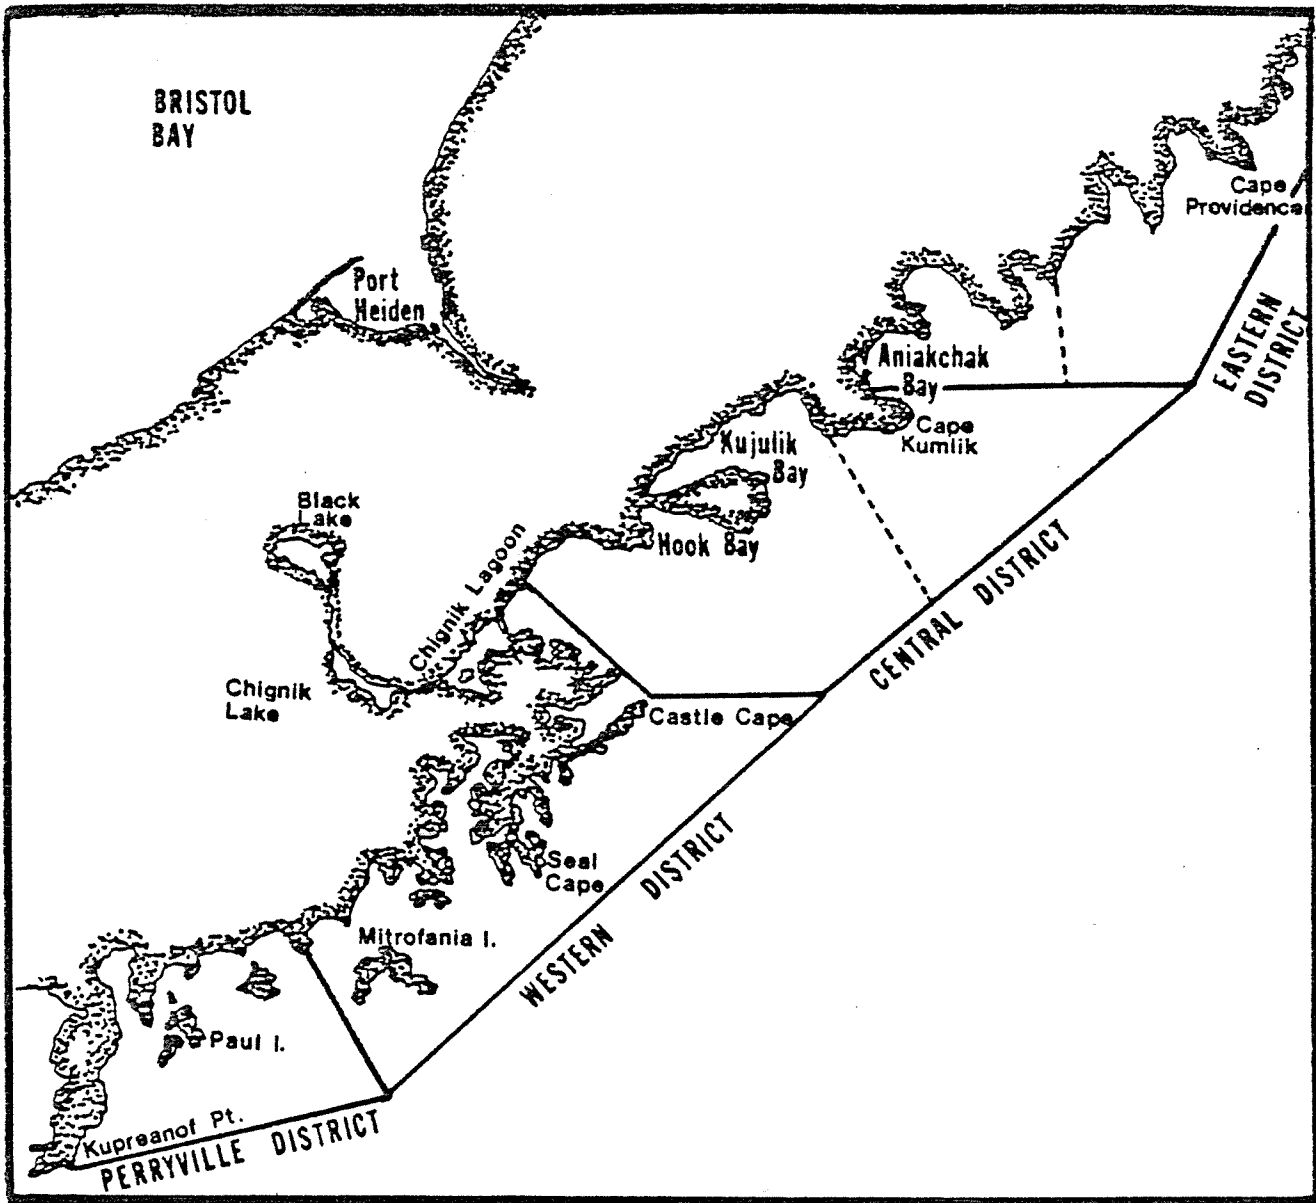 BRISTOL
BAY
Cape
Providence
Port
Heiden
EASTERN
DISTRICT
Aniakchak
Bay
Cape
Kumlik
Kujulik
Bay
Black
Lake
Hook Bay
Chignik Lagoon
CENTRAL DISTRICT
Chignik
Lake
Castle Cape
Seal
Cape
WESTERN DISTRICT
Mitrofania I.
Paul I.
Kupreanof Pt.
PERRYVILLE DISTRICT